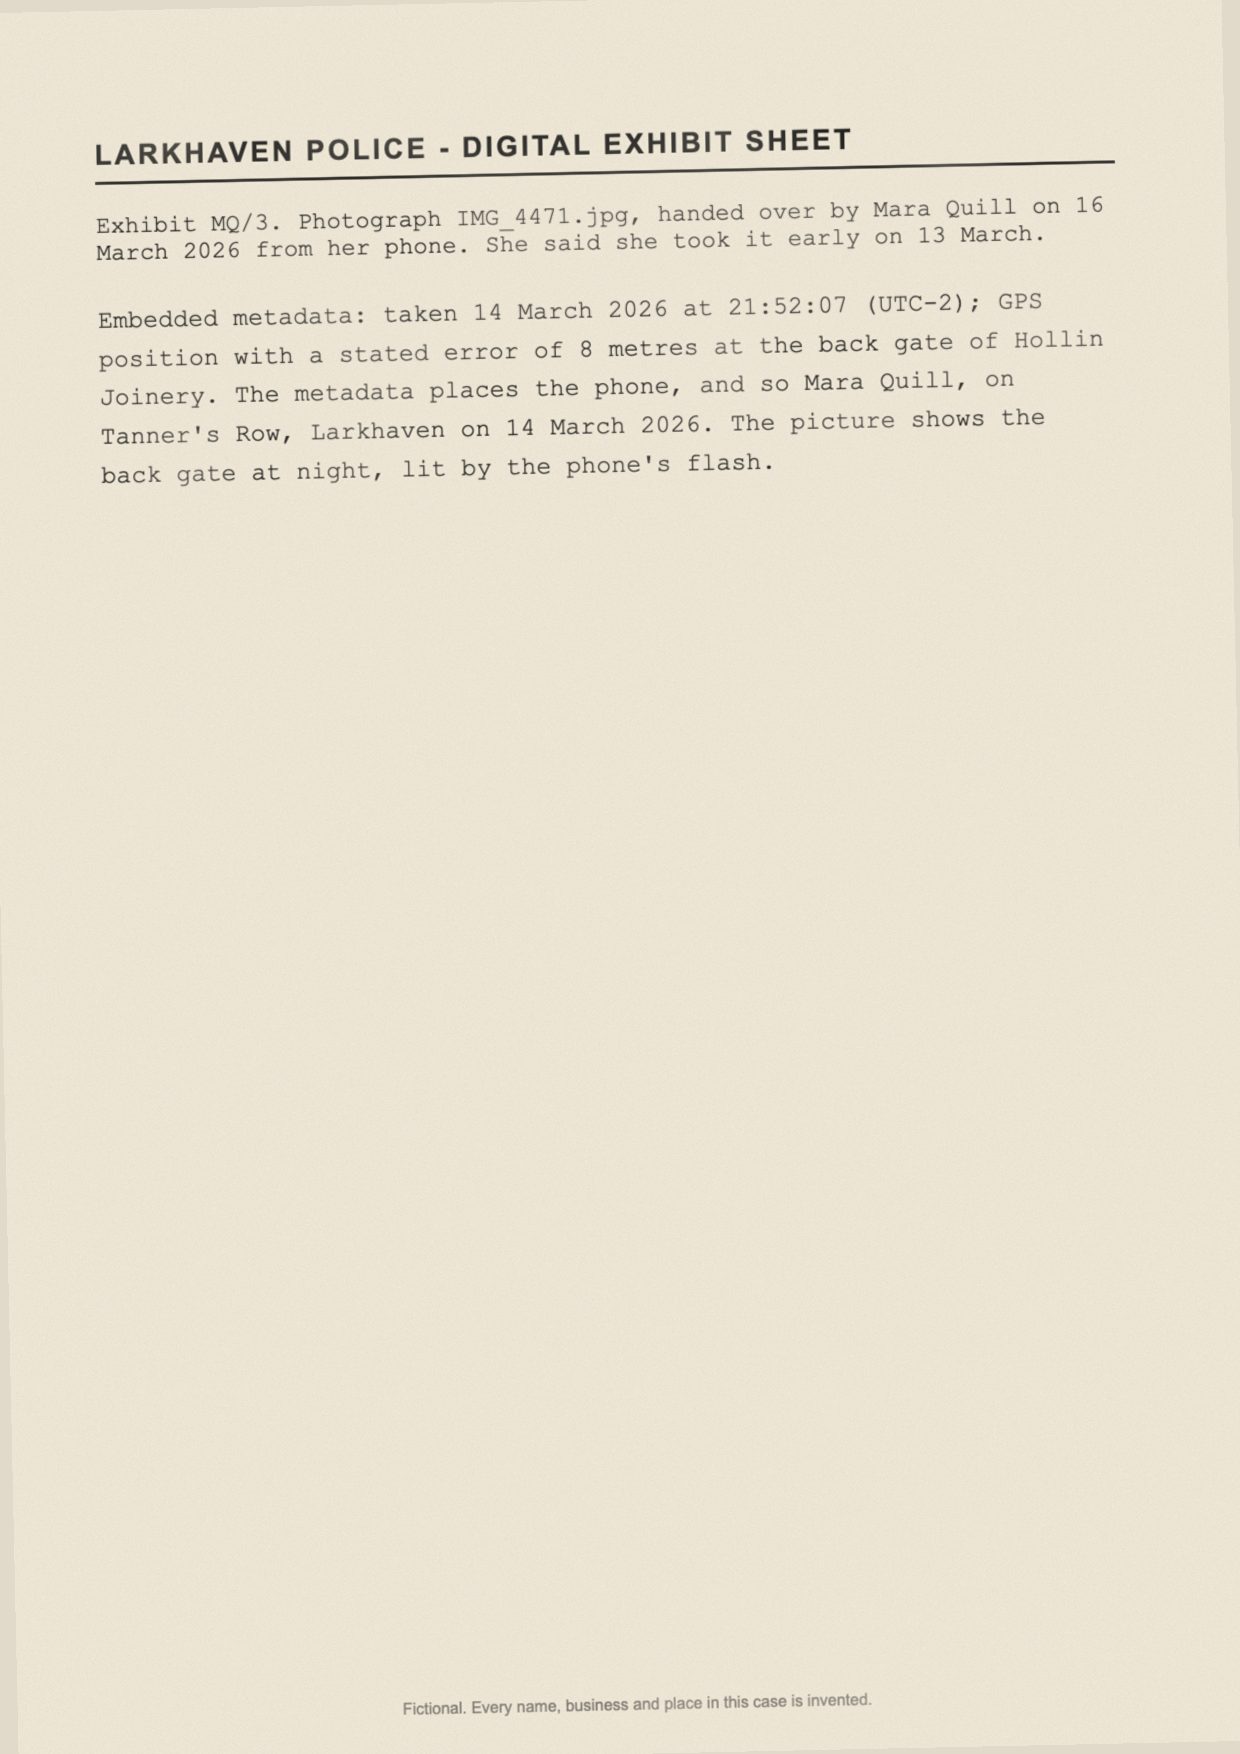 LARKHAVEN POLICE - DIGITAL EXHIBIT SHEET
Exhibit MQ/3. Photograph IMG_4471.jpg, handed over by Mara Quill on 16
March 2026 from her phone. She said she took it early on 13 March.
Embedded metadata: taken 14 March 2026 at 21:52:07 (UTC-2); GPS
position with a stated error of 8 metres at the back gate of Hollin
Joinery. The metadata places the phone, and so Mara Quill, on
Tanner's Row, Larkhaven on 14 March 2026. The picture shows the
back gate at night, lit by the phone's flash.
Fictional. Every name, business and place in this case is invented.